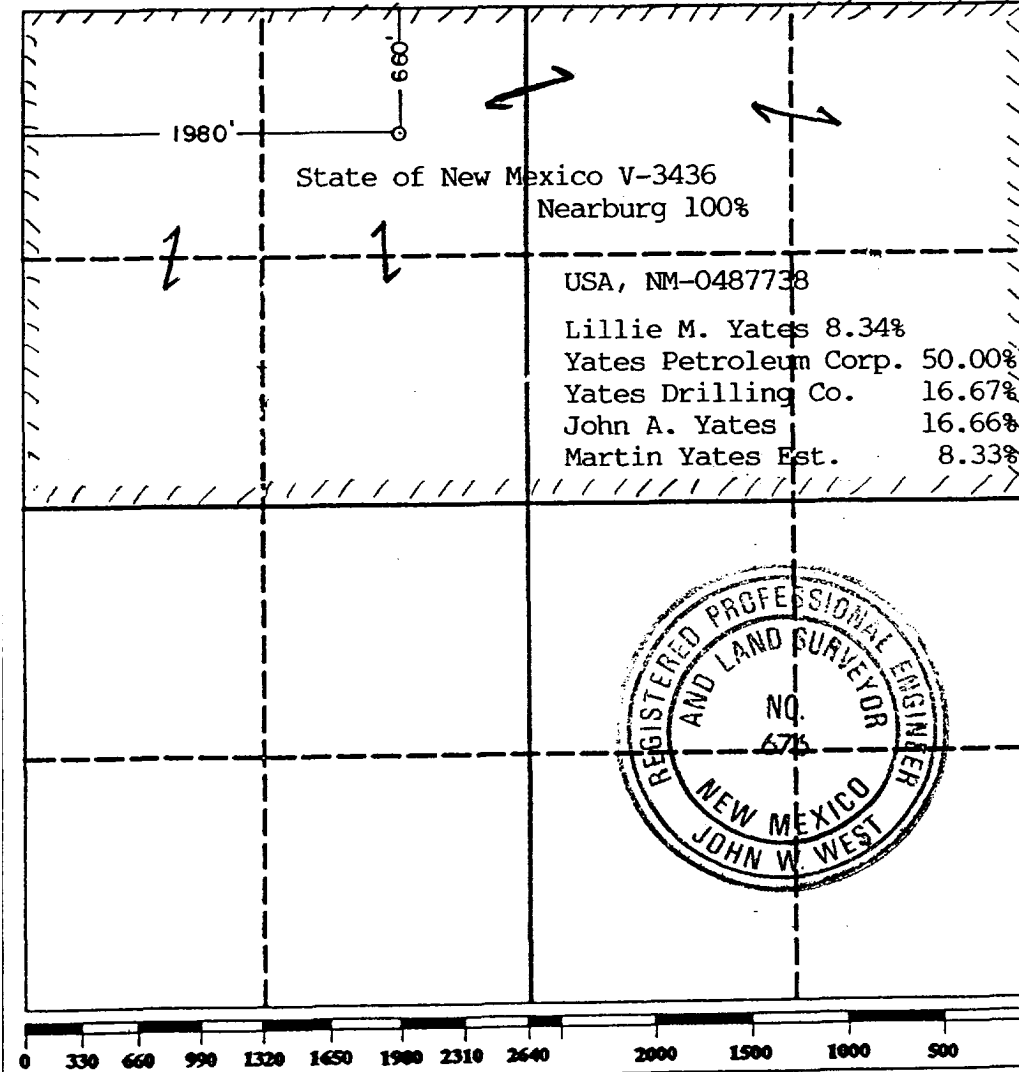 660'
1980'
State of New Mexico V-3436
Nearburg 100%
USA, NM-0487738
Lillie M. Yates 8.34%
Yates Petroleum Corp. 50.00%
Yates Drilling Co. 16.67%
John A. Yates 16.66%
Martin Yates Est. 8.33%
REGISTERED PROFESSIONAL ENGINEER
AND LAND SURVEYOR
NO.
676
NEW MEXICO
JOHN W. WEST
0 330 660 990 1320 1650 1980 2310 2640 2000 1500 1000 500